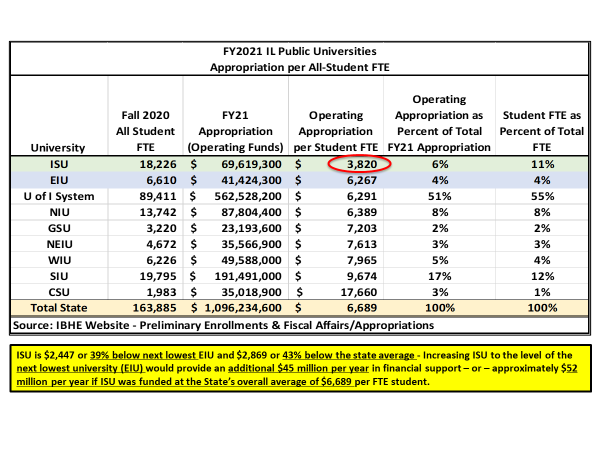 FY2021 IL Public Universities
Appropriation per All-Student FTE
University Fall 2020 All Student FTE FY21 Appropriation (Operating Funds) Operating Appropriation per Student FTE Operating Appropriation as Percent of Total FY21 Appropriation Student FTE as Percent of Total FTE
ISU 18,226 $ 69,619,300 $ 3,820 6% 11%
EIU 6,610 $ 41,424,300 $ 6,267 4% 4%
U of I System 89,411 $ 562,528,200 $ 6,291 51% 55%
NIU 13,742 $ 87,804,400 $ 6,389 8% 8%
GSU 3,220 $ 23,193,600 $ 7,203 2% 2%
NEIU 4,672 $ 35,566,900 $ 7,613 3% 3%
WIU 6,226 $ 49,588,000 $ 7,965 5% 4%
SIU 19,795 $ 191,491,000 $ 9,674 17% 12%
CSU 1,983 $ 35,018,900 $ 17,660 3% 1%
Total State 163,885 $ 1,096,234,600 $ 6,689 100% 100%
Source: IBHE Website - Preliminary Enrollments & Fiscal Affairs/Appropriations
ISU is $2,447 or 39% below next lowest EIU and $2,869 or 43% below the state average - Increasing ISU to the level of the
next lowest university (EIU) would provide an additional $45 million per year in financial support – or – approximately $52
million per year if ISU was funded at the State's overall average of $6,689 per FTE student.